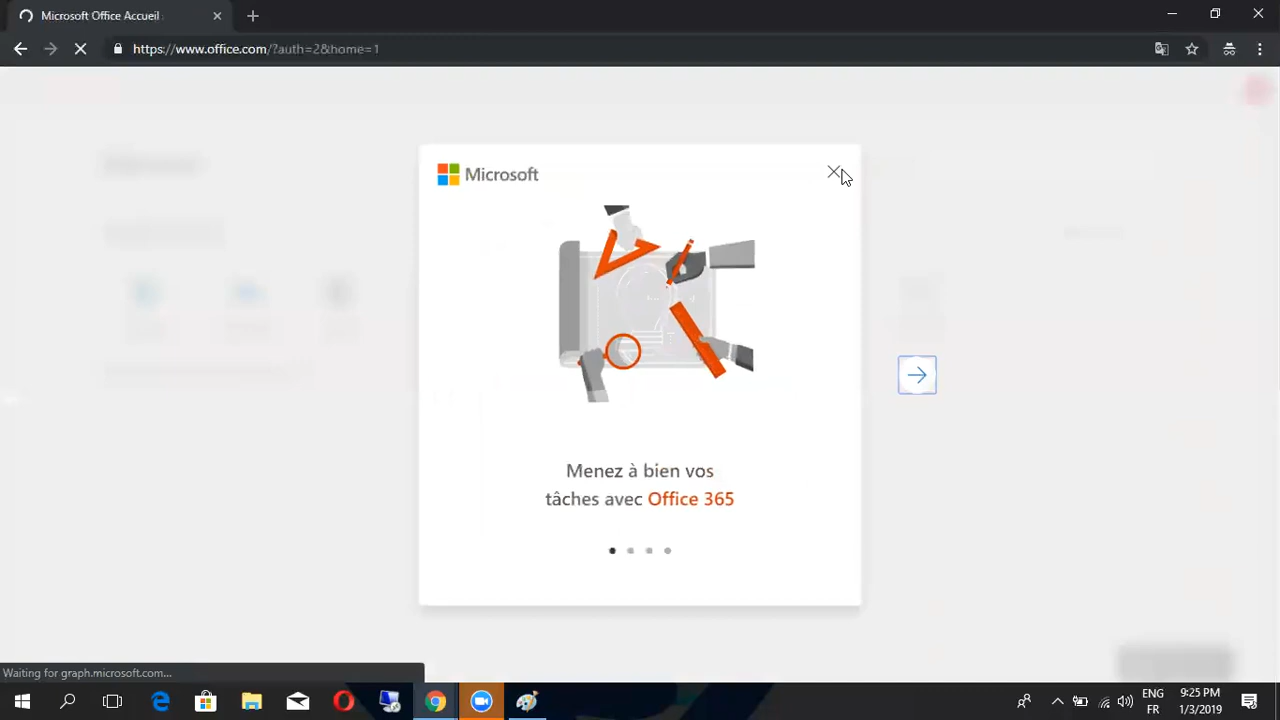 Microsoft Office Accueil
https://www.office.com/?auth=2&home=1
Microsoft
Menez à bien vos
tâches avec Office 365
Waiting for graph.microsoft.com...
ENG
FR
9:25 PM
1/3/2019